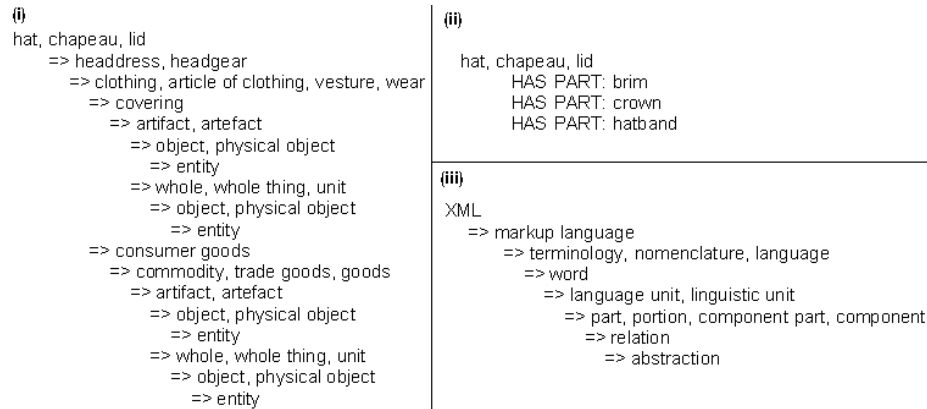 (i)
hat, chapeau, lid
=> headdress, headgear
=> clothing, article of clothing, vesture, wear
=> covering
=> artifact, artefact
=> object, physical object
=> entity
=> whole, whole thing, unit
=> object, physical object
=> entity
=> consumer goods
=> commodity, trade goods, goods
=> artifact, artefact
=> object, physical object
=> entity
=> whole, whole thing, unit
=> object, physical object
=> entity
(ii)
hat, chapeau, lid
HAS PART: brim
HAS PART: crown
HAS PART: hatband
(iii)
XML
=> markup language
=> terminology, nomenclature, language
=> word
=> language unit, linguistic unit
=> part, portion, component part, component
=> relation
=> abstraction